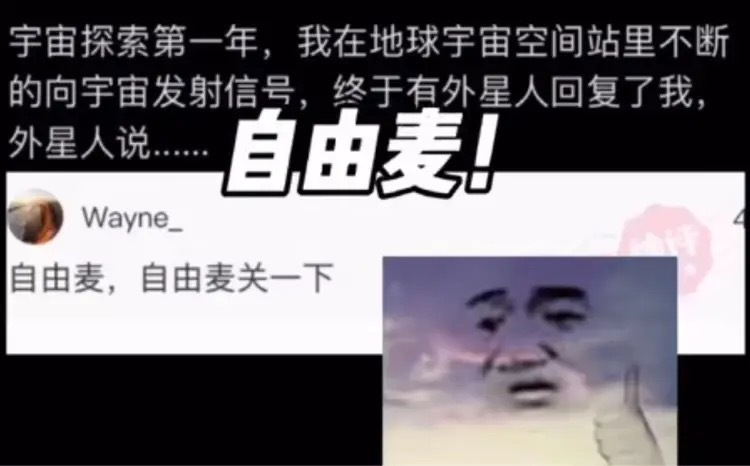 宇宙探索第一年，我在地球宇宙空间站里不断
的向宇宙发射信号，终于有外星人回复了我，
外星人说......
自由麦！
Wayne_
4
自由麦，自由麦关一下